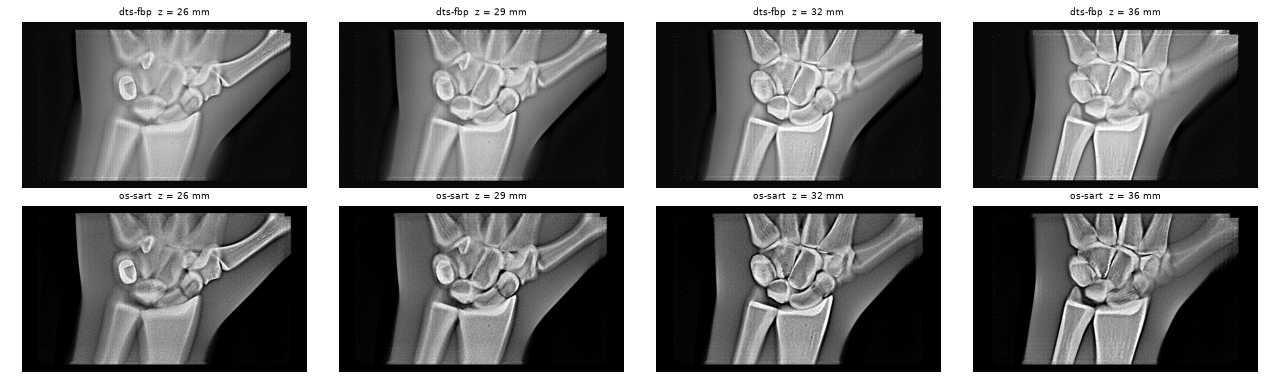 dts-fbp z = 26 mm
dts-fbp z = 29 mm
dts-fbp z = 32 mm
dts-fbp z = 36 mm
os-sart z = 26 mm
os-sart z = 29 mm
os-sart z = 32 mm
os-sart z = 36 mm